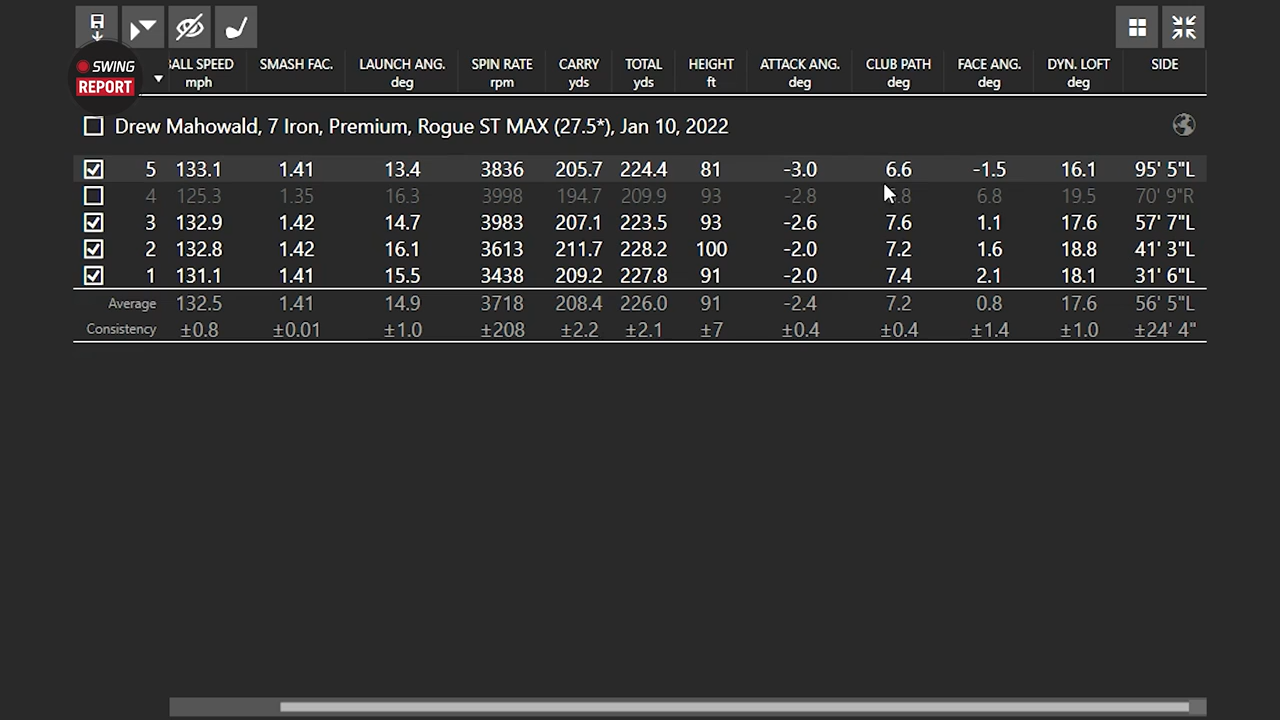 SWING
REPORT
BALL SPEED SMASH FAC. LAUNCH ANG. SPIN RATE CARRY TOTAL HEIGHT ATTACK ANG. CLUB PATH FACE ANG. DYN. LOFT SIDE
mph deg rpm yds yds ft deg deg deg deg
Drew Mahowald, 7 Iron, Premium, Rogue ST MAX (27.5*), Jan 10, 2022
5 133.1 1.41 13.4 3836 205.7 224.4 81 -3.0 6.6 -1.5 16.1 95' 5"L
4 125.3 1.35 16.3 3998 194.7 209.9 93 -2.8 .8 6.8 19.5 70' 9"R
3 132.9 1.42 14.7 3983 207.1 223.5 93 -2.6 7.6 1.1 17.6 57' 7"L
2 132.8 1.42 16.1 3613 211.7 228.2 100 -2.0 7.2 1.6 18.8 41' 3"L
1 131.1 1.41 15.5 3438 209.2 227.8 91 -2.0 7.4 2.1 18.1 31' 6"L
Average 132.5 1.41 14.9 3718 208.4 226.0 91 -2.4 7.2 0.8 17.6 56' 5"L
Consistency ±0.8 ±0.01 ±1.0 ±208 ±2.2 ±2.1 ±7 ±0.4 ±0.4 ±1.4 ±1.0 ±24' 4"